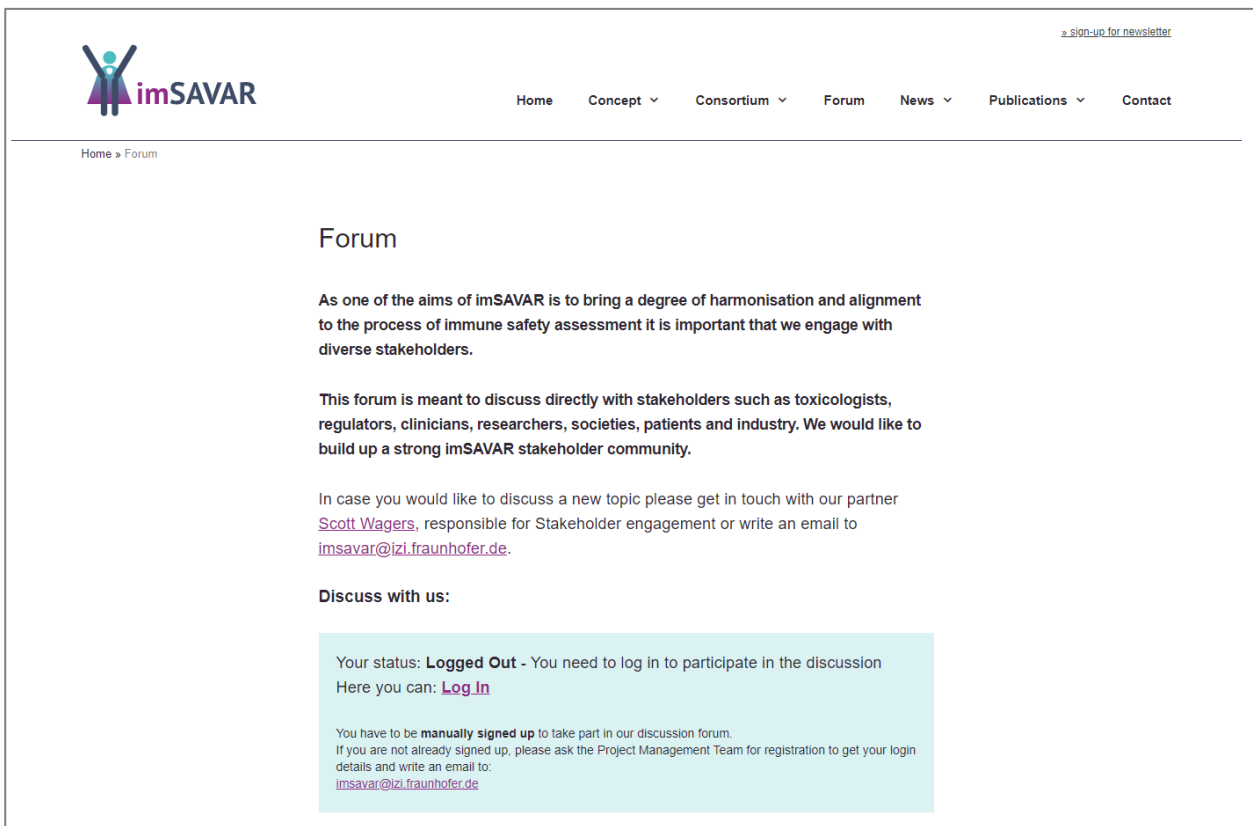 » sign-up for newsletter
imSAVAR
Home Concept Consortium Forum News Publications Contact
Home » Forum
Forum
As one of the aims of imSAVAR is to bring a degree of harmonisation and alignment
to the process of immune safety assessment it is important that we engage with
diverse stakeholders.
This forum is meant to discuss directly with stakeholders such as toxicologists,
regulators, clinicians, researchers, societies, patients and industry. We would like to
build up a strong imSAVAR stakeholder community.
In case you would like to discuss a new topic please get in touch with our partner
Scott Wagers, responsible for Stakeholder engagement or write an email to
imsavar@izi.fraunhofer.de.
Discuss with us:
Your status: Logged Out - You need to log in to participate in the discussion
Here you can: Log In
You have to be manually signed up to take part in our discussion forum.
If you are not already signed up, please ask the Project Management Team for registration to get your login
details and write an email to:
imsavar@izi.fraunhofer.de